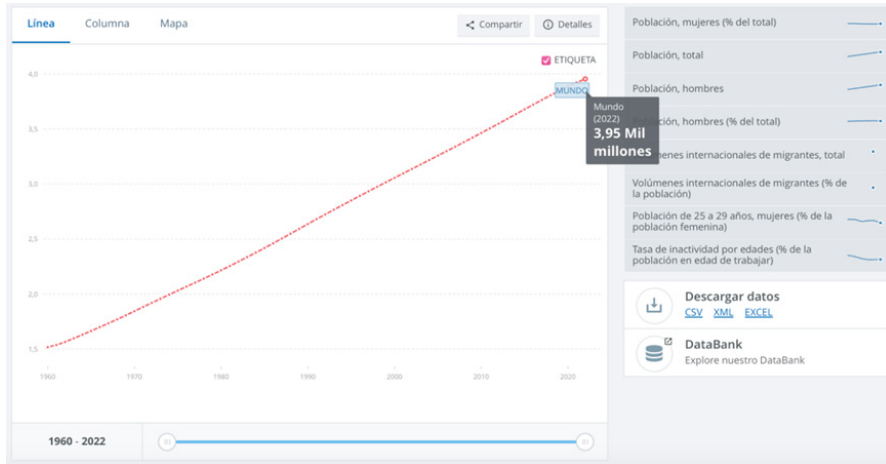 Línea Columna Mapa
Compartir Detalles
ETIQUETA
4,0
MUNDO
Mundo
(2022)
3,95 Mil
millones
3,5
3,0
2,5
2,0
1,5
1960 1970 1980 1990 2000 2010 2020
1960 - 2022
Población, mujeres (% del total)
Población, total
Población, hombres
ación, hombres (% del total)
enes internacionales de migrantes, total
Volúmenes internacionales de migrantes (% de
la población)
Población de 25 a 29 años, mujeres (% de la
población femenina)
Tasa de inactividad por edades (% de la
población en edad de trabajar)
Descargar datos
CSV XML EXCEL
DataBank
Explore nuestro DataBank